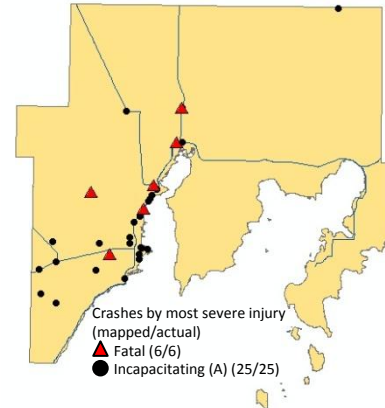 Crashes by most severe injury
(mapped/actual)
Fatal (6/6)
Incapacitating (A) (25/25)